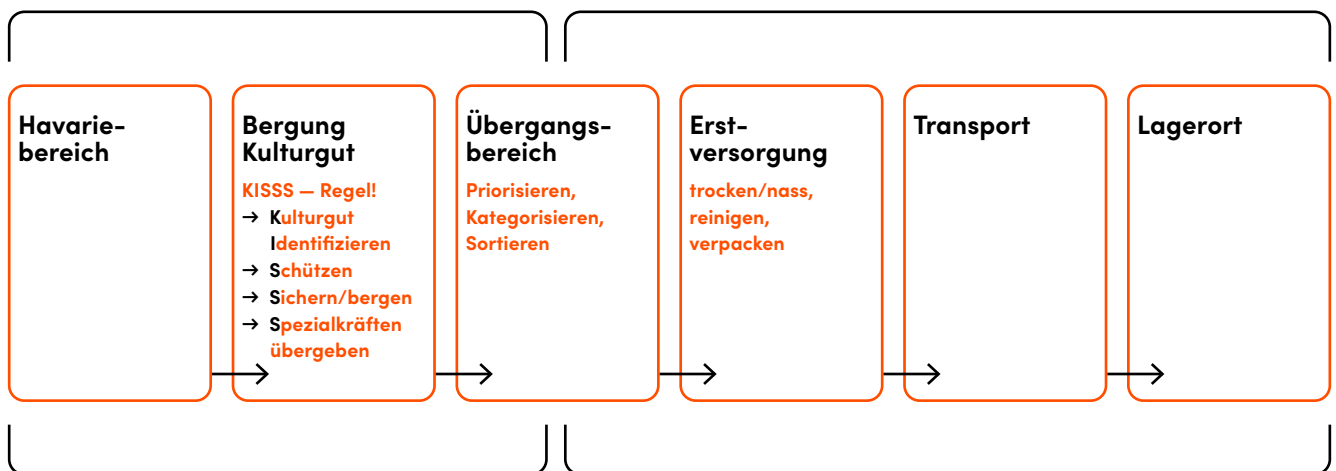 Havarie-
bereich
Bergung
Kulturgut
KISSS — Regel!
→ Kulturgut
Identifizieren
→ Schützen
→ Sichern/bergen
→ Spezialkräften
übergeben
Übergangs-
bereich
Priorisieren,
Kategorisieren,
Sortieren
Erst-
versorgung
trocken/nass,
reinigen,
verpacken
Transport
Lagerort